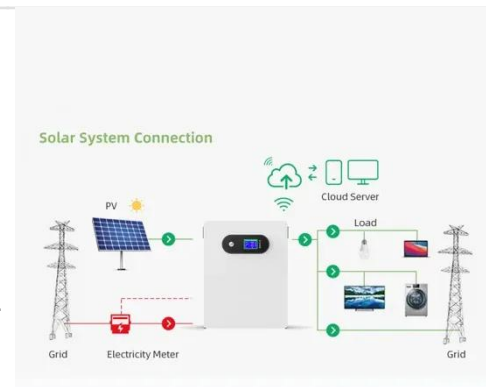 Solar System Connection
Cloud Server
PV
Load
Grid
Electricity Meter
Grid